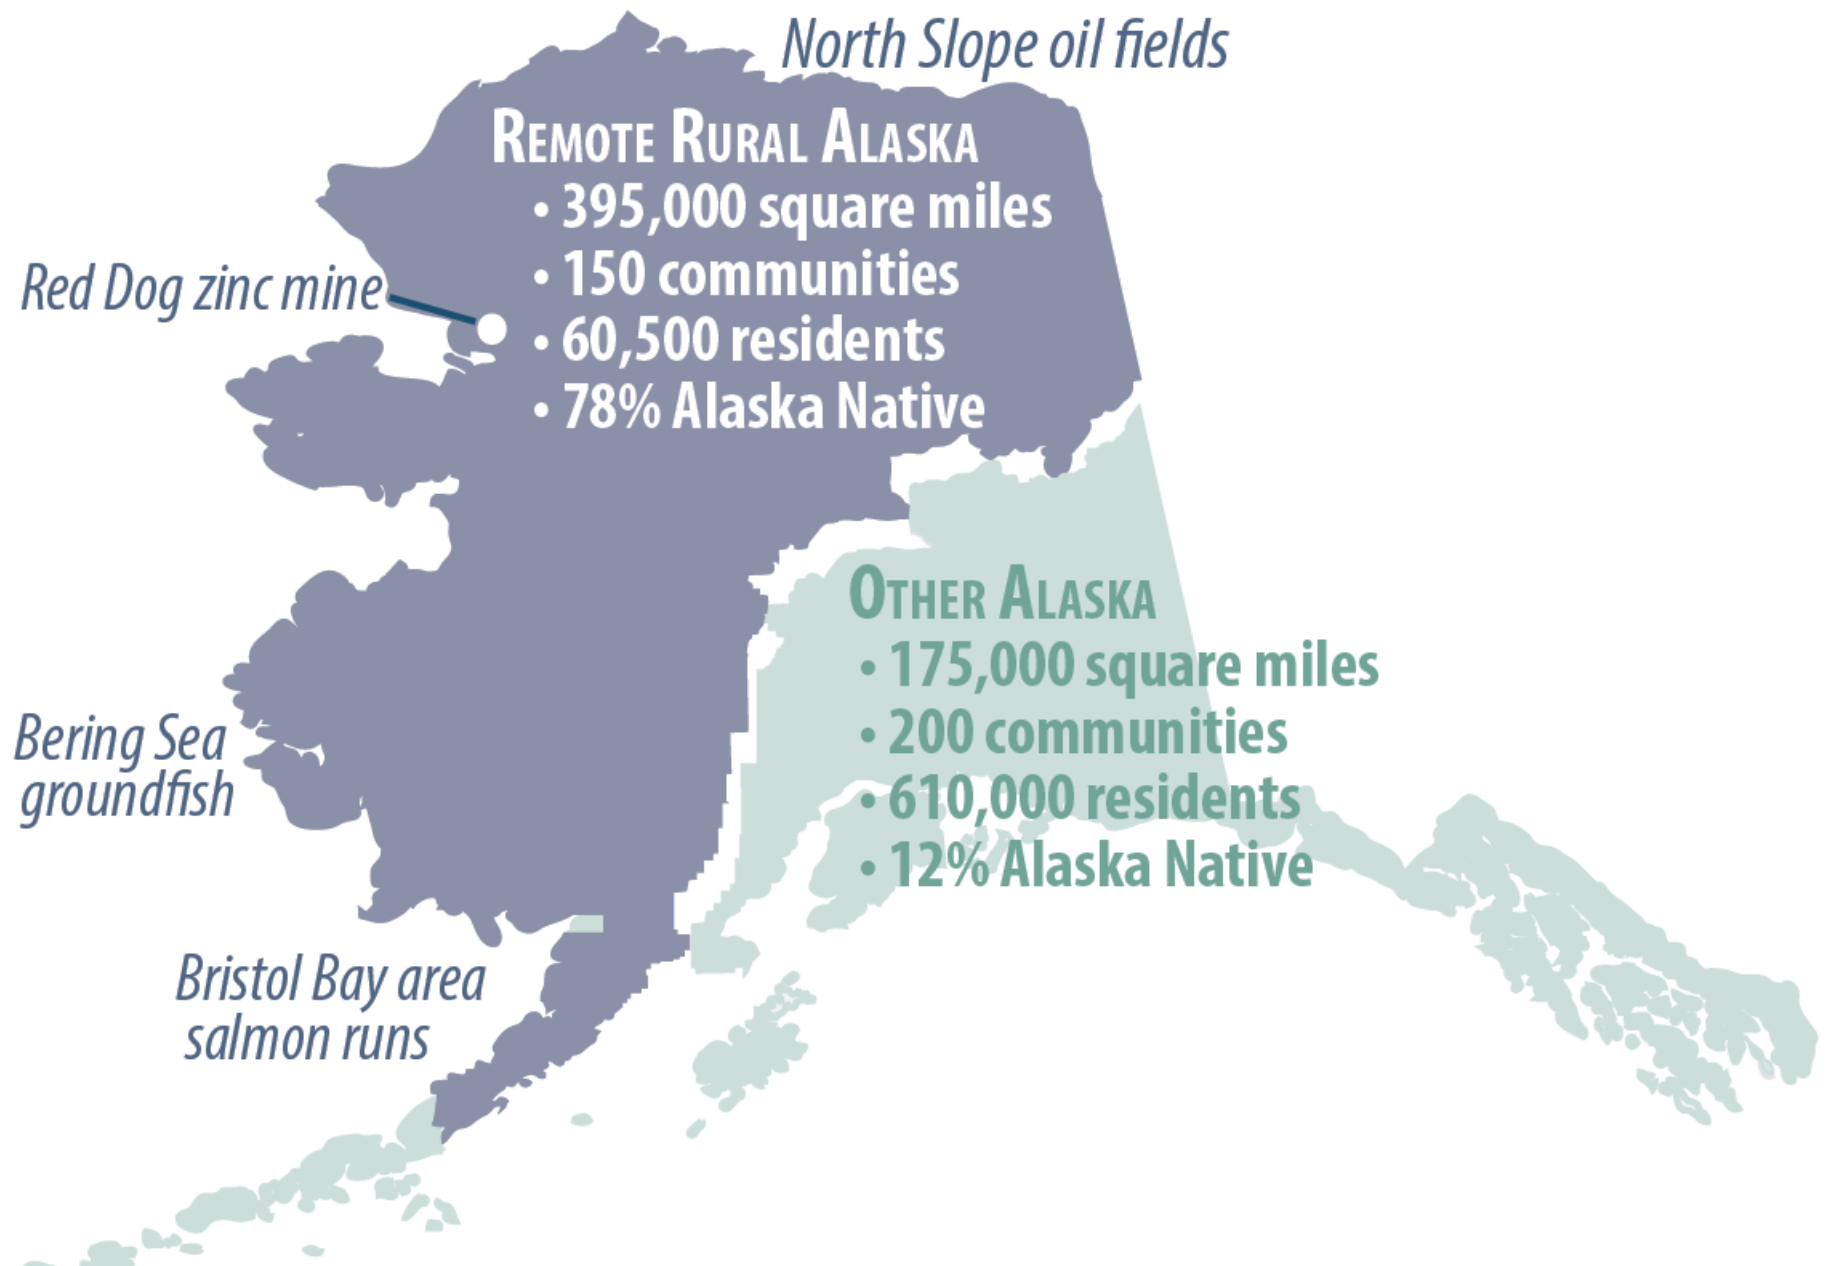 North Slope oil fields
REMOTE RURAL ALASKA
• 395,000 square miles
• 150 communities
• 60,500 residents
• 78% Alaska Native
Red Dog zinc mine
OTHER ALASKA
• 175,000 square miles
• 200 communities
• 610,000 residents
• 12% Alaska Native
Bering Sea
groundfish
Bristol Bay area
salmon runs